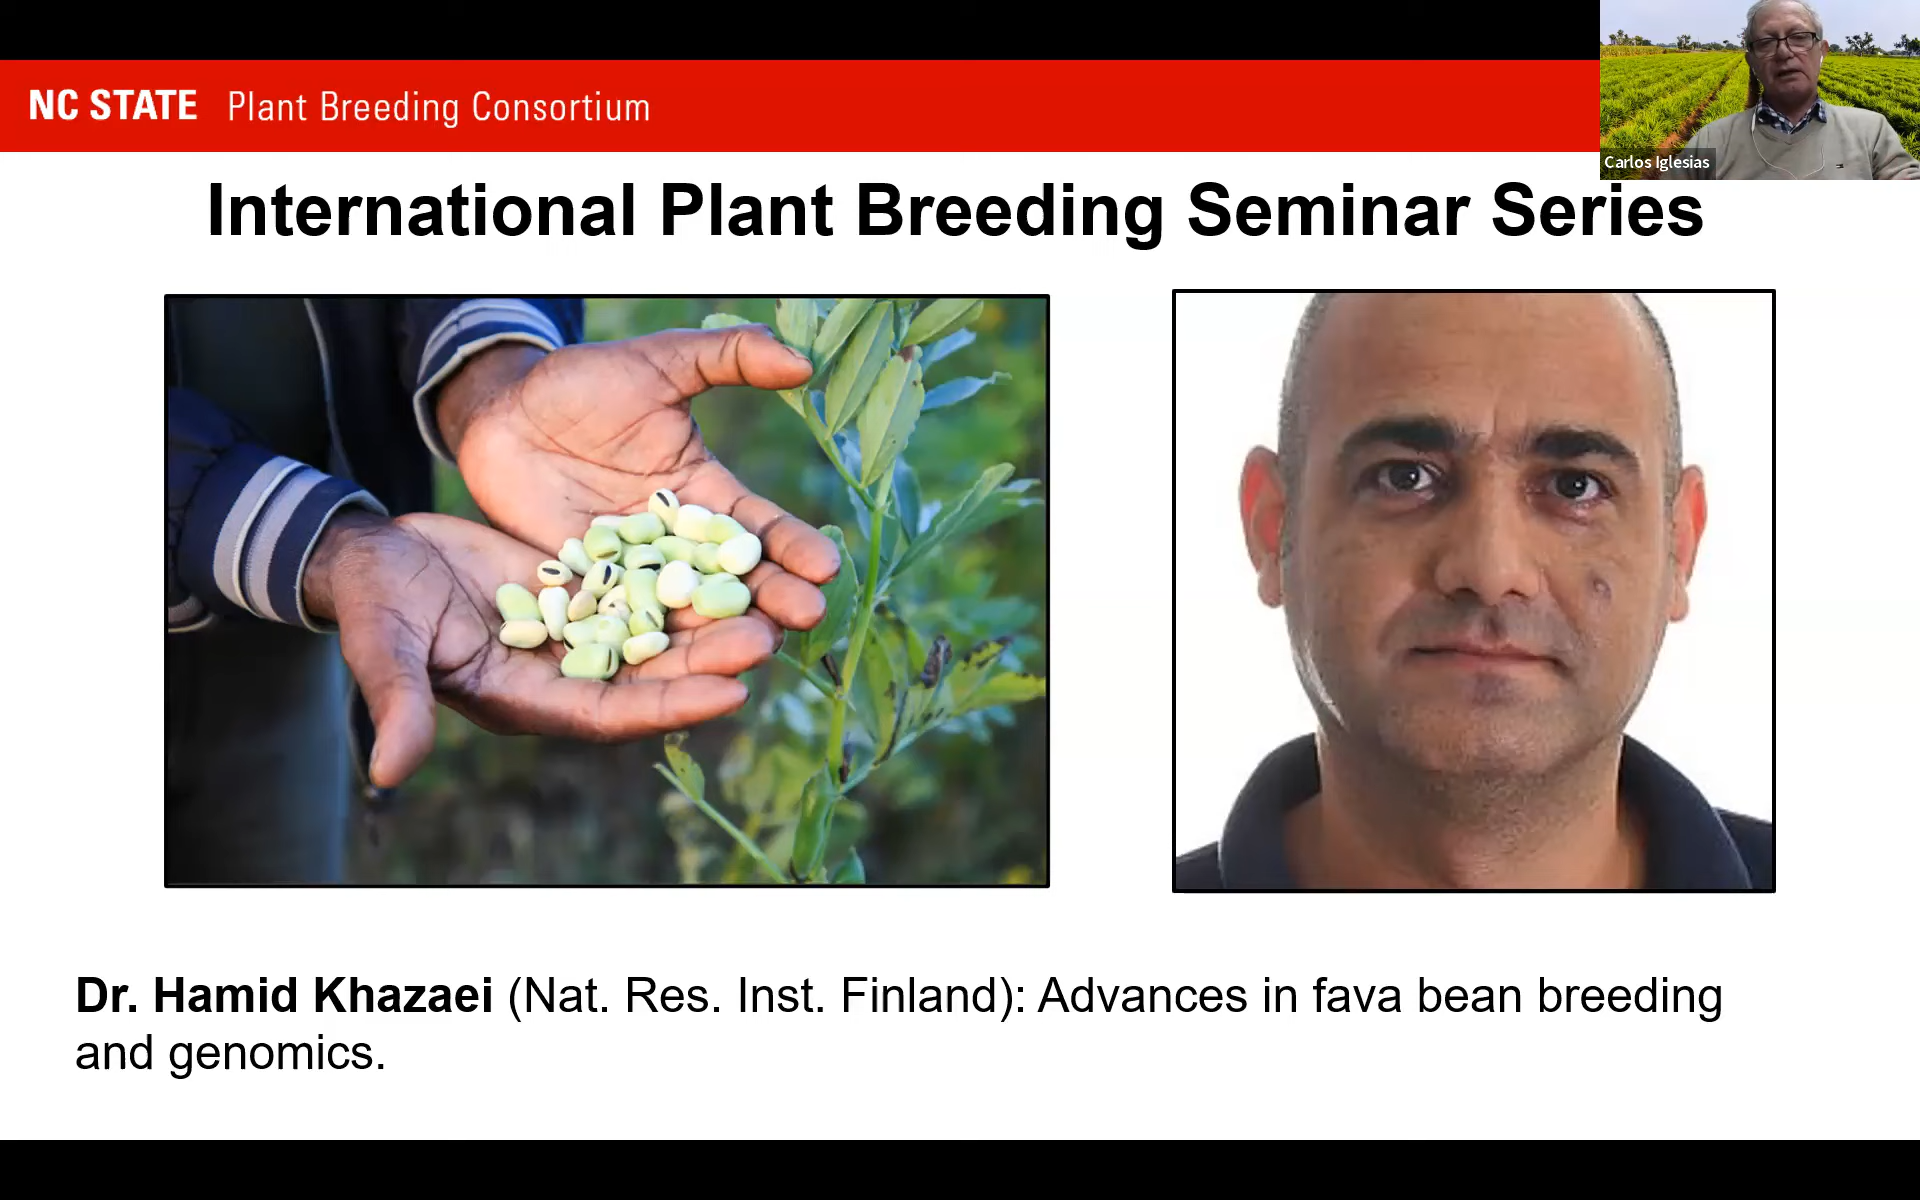 NC STATE Plant Breeding Consortium
Carlos Iglesias
International Plant Breeding Seminar Series
Dr. Hamid Khazaei (Nat. Res. Inst. Finland): Advances in fava bean breeding
and genomics.